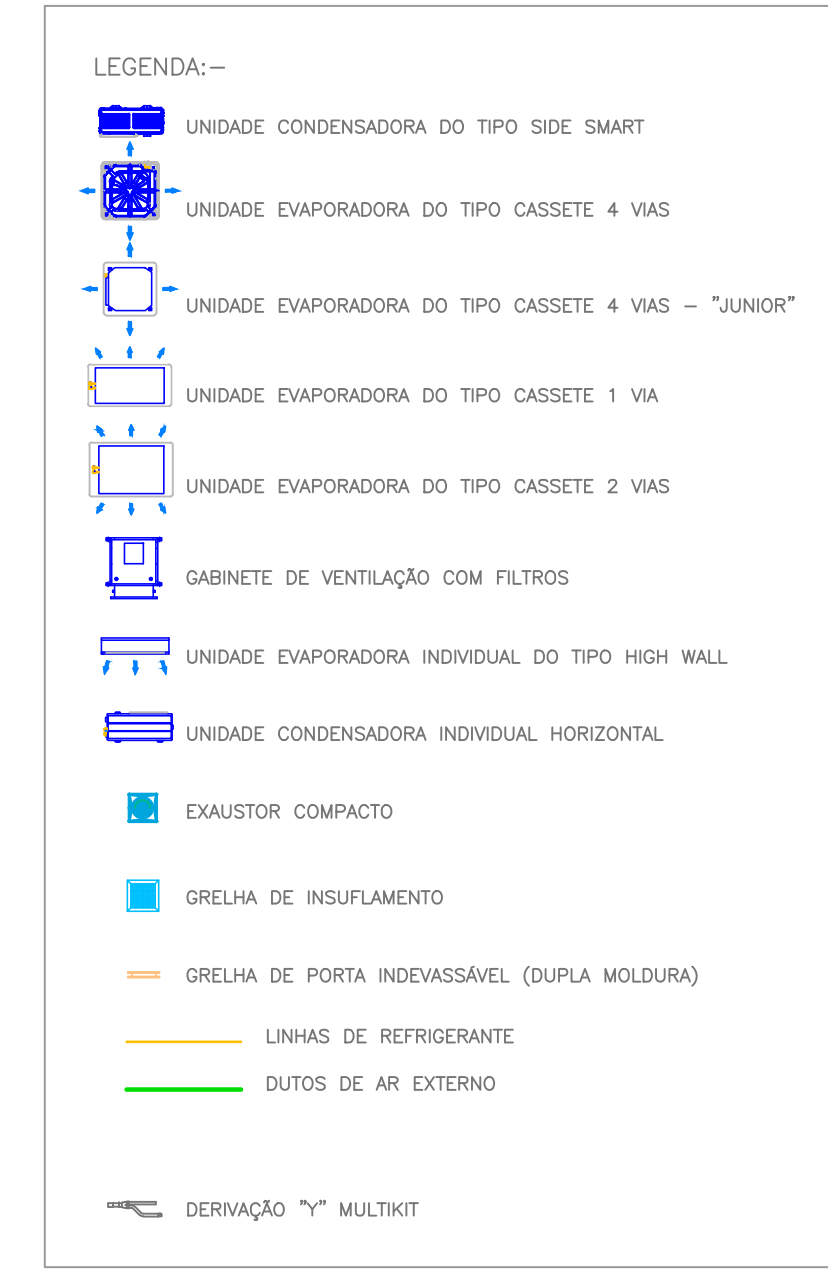 LEGENDA:–
UNIDADE CONDENSADORA DO TIPO SIDE SMART
UNIDADE EVAPORADORA DO TIPO CASSETE 4 VIAS
UNIDADE EVAPORADORA DO TIPO CASSETE 4 VIAS – "JUNIOR"
UNIDADE EVAPORADORA DO TIPO CASSETE 1 VIA
UNIDADE EVAPORADORA DO TIPO CASSETE 2 VIAS
GABINETE DE VENTILAÇÃO COM FILTROS
UNIDADE EVAPORADORA INDIVIDUAL DO TIPO HIGH WALL
UNIDADE CONDENSADORA INDIVIDUAL HORIZONTAL
EXAUSTOR COMPACTO
GRELHA DE INSUFLAMENTO
GRELHA DE PORTA INDEVASSÁVEL (DUPLA MOLDURA)
LINHAS DE REFRIGERANTE
DUTOS DE AR EXTERNO
DERIVAÇÃO "Y" MULTIKIT